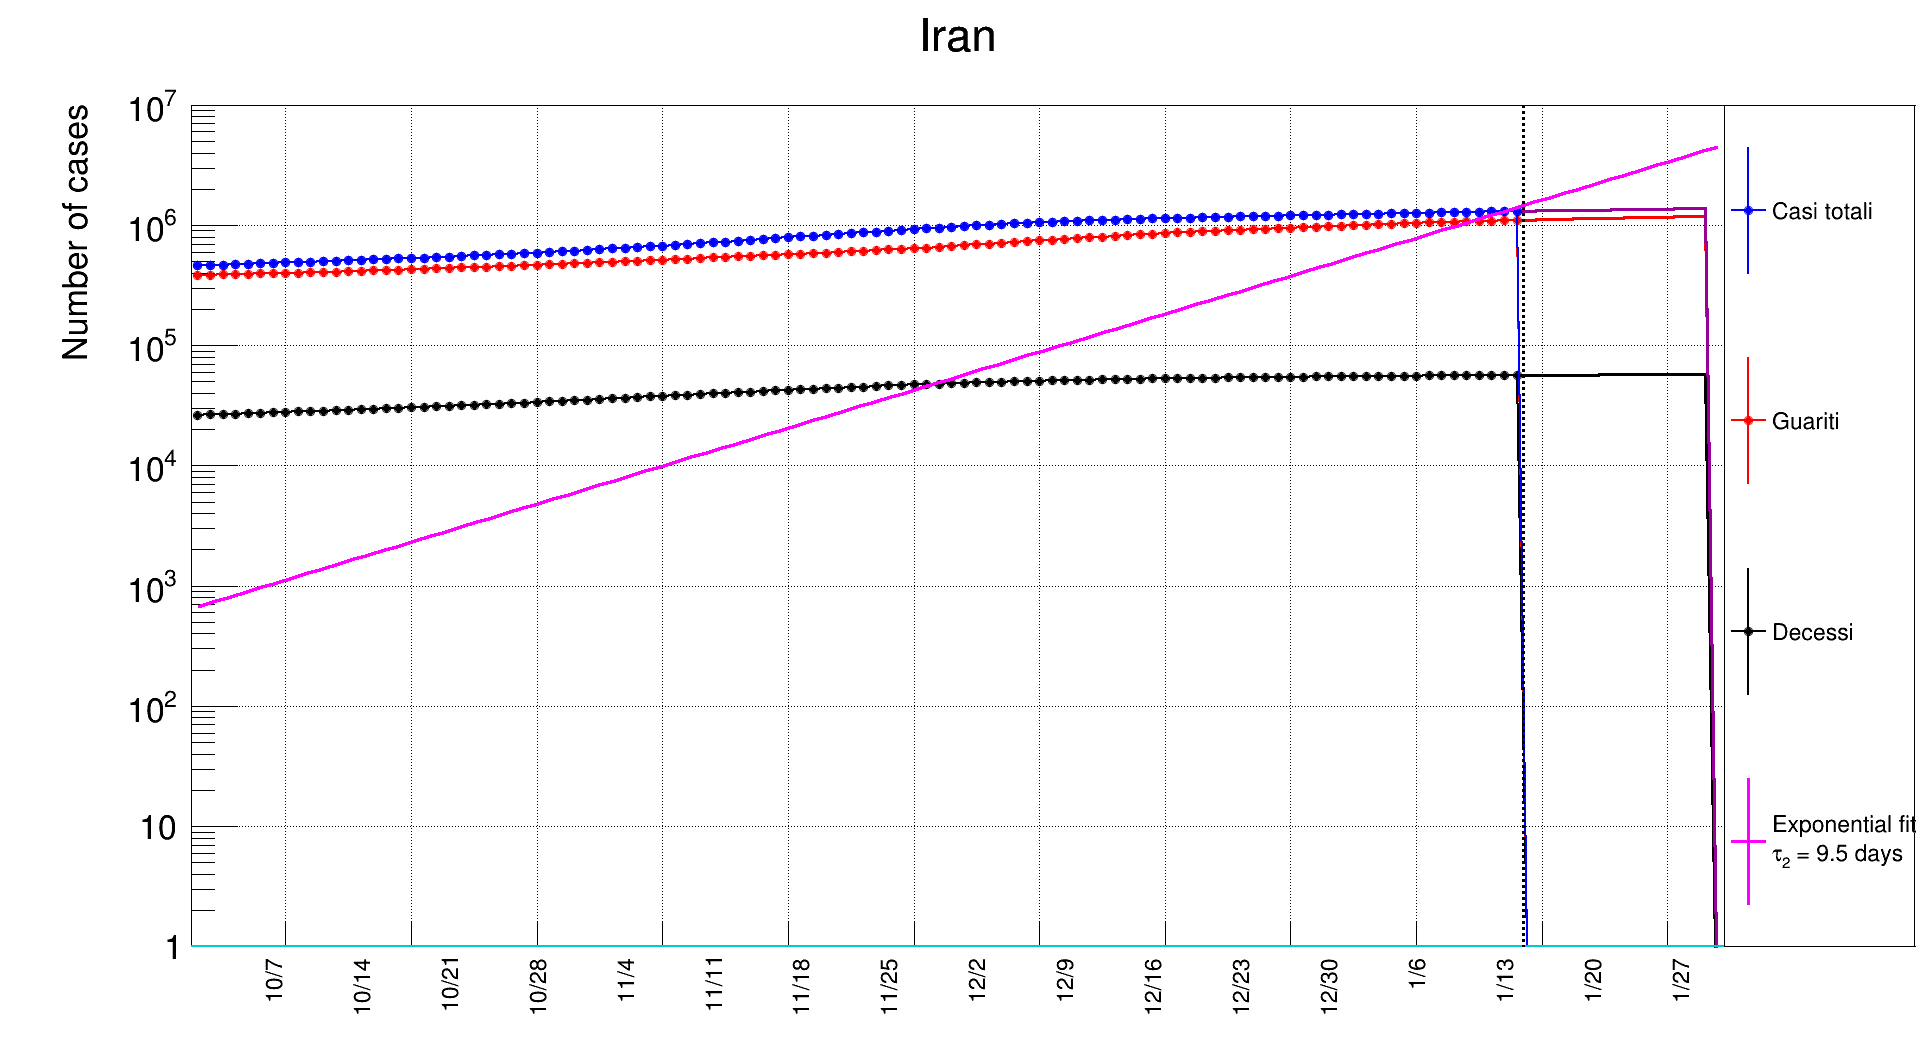 Iran
Number of cases
10^7
10^6
10^5
10^4
10^3
10^2
10
1
10/7 10/14 10/21 10/28 11/4 11/11 11/18 11/25 12/2 12/9 12/16 12/23 12/30 1/6 1/13 1/20 1/27
Casi totali
Guariti
Decessi
Exponential fit
τ_2 = 9.5 days